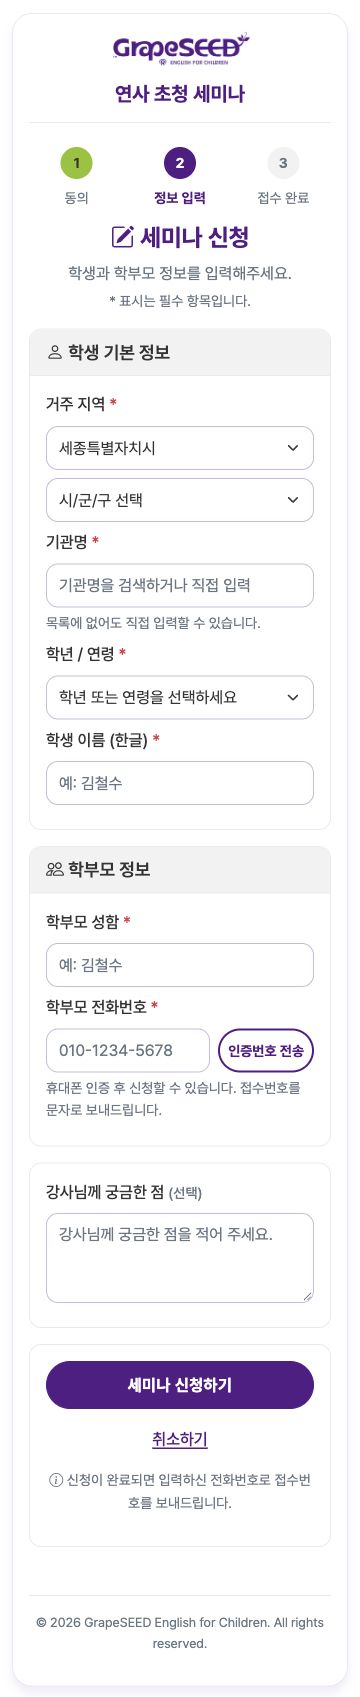 GrapeSEED
ENGLISH FOR CHILDREN
연사 초청 세미나
1
동의
2
정보 입력
3
접수 완료
세미나 신청
학생과 학부모 정보를 입력해주세요.
* 표시는 필수 항목입니다.
학생 기본 정보
거주 지역 *
세종특별자치시
시/군/구 선택
기관명 *
기관명을 검색하거나 직접 입력
목록에 없어도 직접 입력할 수 있습니다.
학년 / 연령 *
학년 또는 연령을 선택하세요
학생 이름 (한글) *
예: 김철수
학부모 정보
학부모 성함 *
예: 김철수
학부모 전화번호 *
010-1234-5678
인증번호 전송
휴대폰 인증 후 신청할 수 있습니다. 접수번호를
문자로 보내드립니다.
강사님께 궁금한 점 (선택)
강사님께 궁금한 점을 적어 주세요.
세미나 신청하기
취소하기
신청이 완료되면 입력하신 전화번호로 접수번
호를 보내드립니다.
© 2026 GrapeSEED English for Children. All rights
reserved.